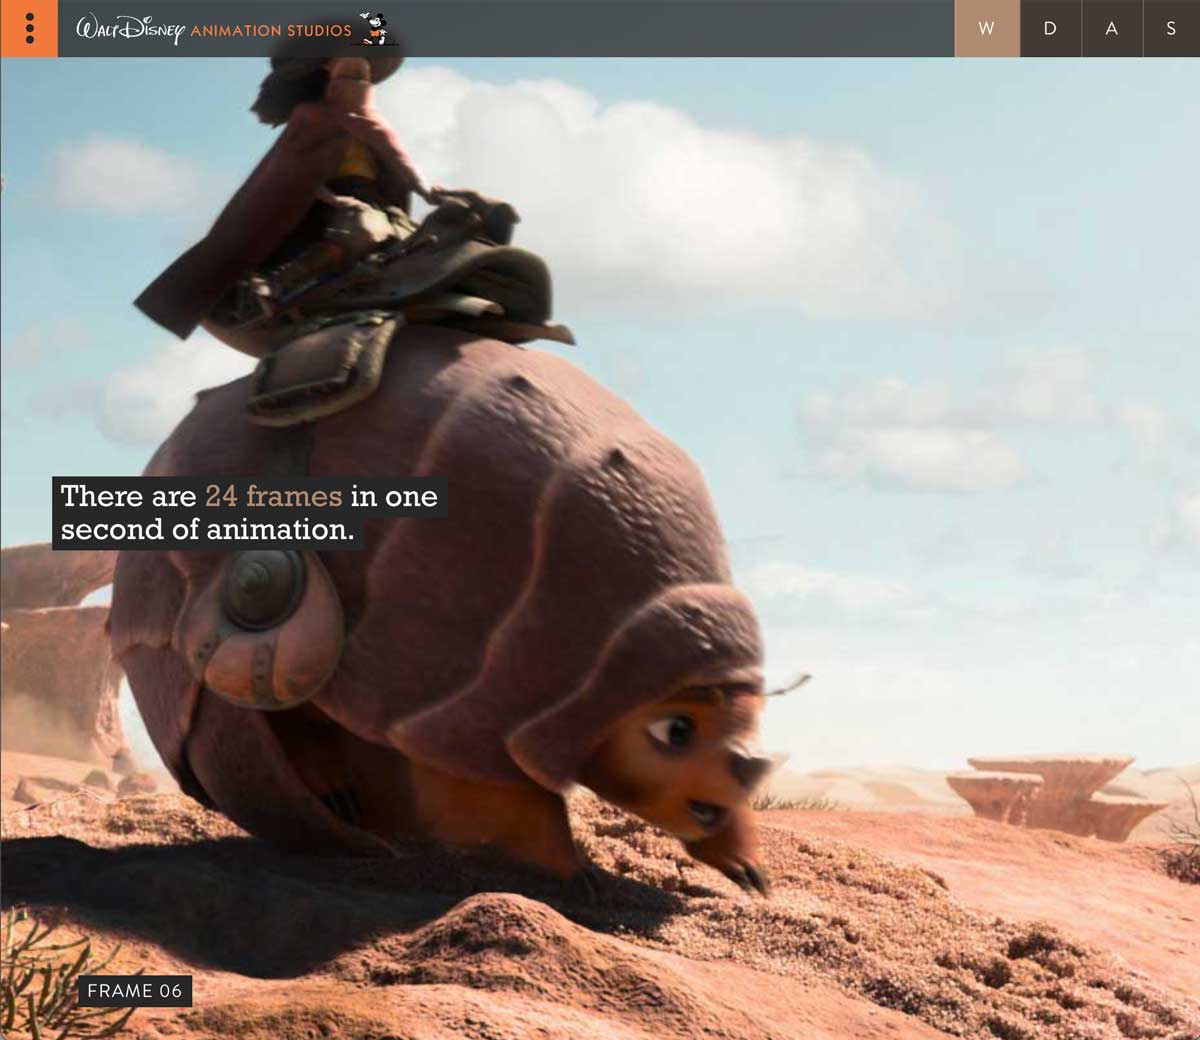 WALT DISNEY ANIMATION STUDIOS
W D A S
There are 24 frames in one
second of animation.
FRAME 06